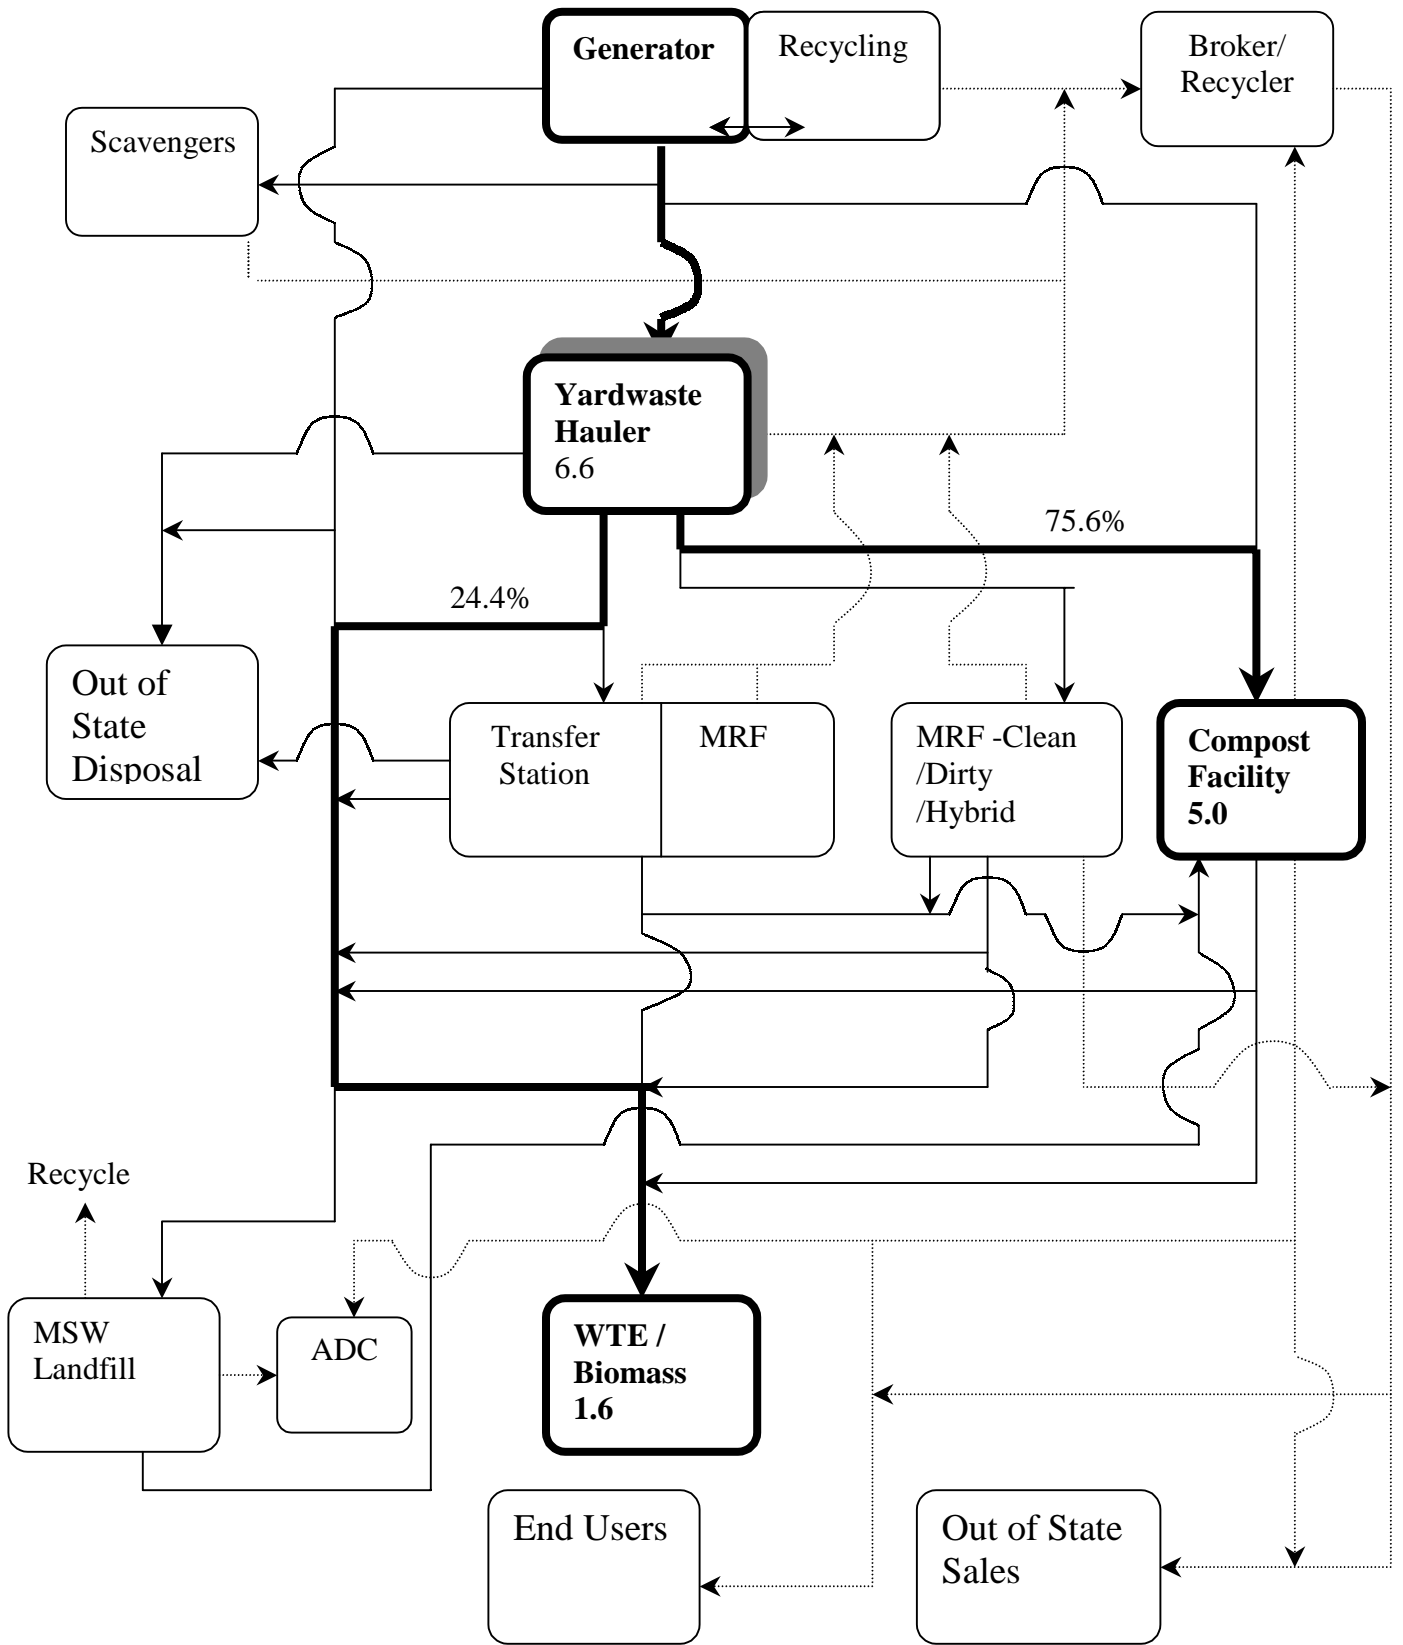 Generator
Recycling
Broker/
Recycler
Scavengers
Yardwaste
Hauler
6.6
75.6%
24.4%
Out of
State
Disposal
Transfer
Station
MRF
MRF -Clean
/Dirty
/Hybrid
Compost
Facility
5.0
Recycle
MSW
Landfill
ADC
WTE /
Biomass
1.6
End Users
Out of State
Sales